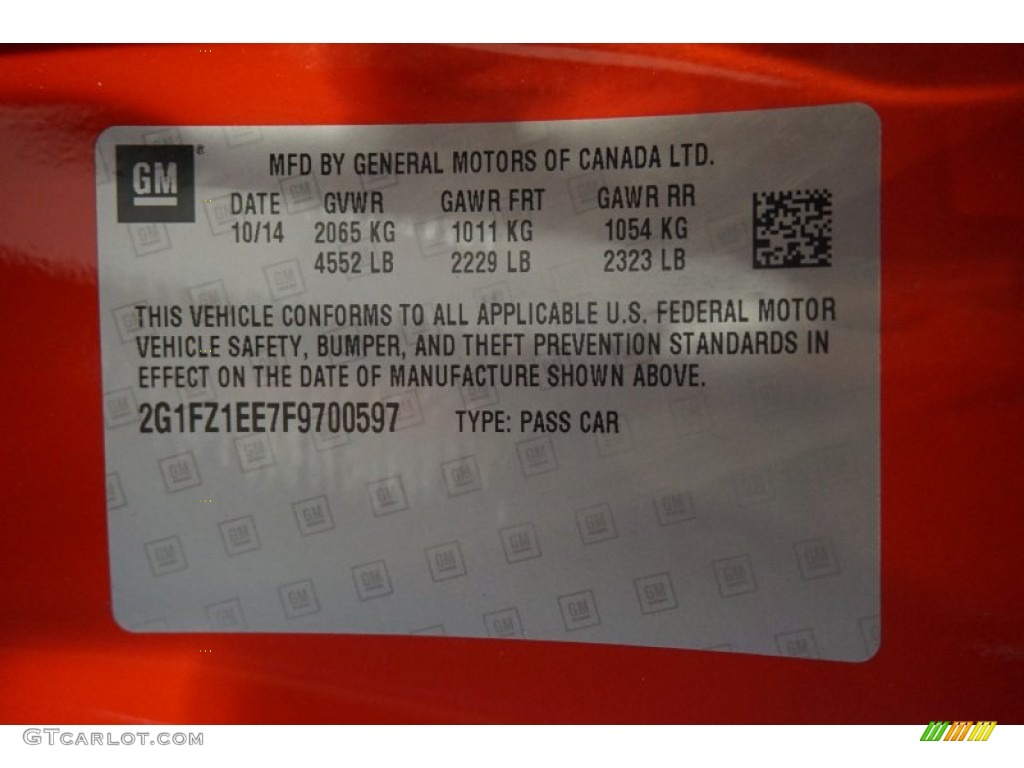 GM®
MFD BY GENERAL MOTORS OF CANADA LTD.
DATE GVWR GAWR FRT GAWR RR
10/14 2065 KG 1011 KG 1054 KG
4552 LB 2229 LB 2323 LB
THIS VEHICLE CONFORMS TO ALL APPLICABLE U.S. FEDERAL MOTOR
VEHICLE SAFETY, BUMPER, AND THEFT PREVENTION STANDARDS IN
EFFECT ON THE DATE OF MANUFACTURE SHOWN ABOVE.
2G1FZ1EE7F9700597 TYPE: PASS CAR
GTCARLOT.COM